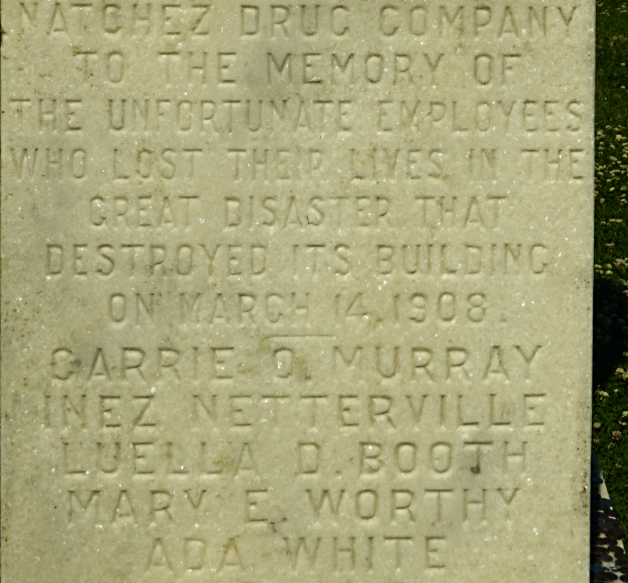 NATCHEZ DRUG COMPANY
TO THE MEMORY OF
THE UNFORTUNATE EMPLOYEES
WHO LOST THEIR LIVES IN THE
GREAT DISASTER THAT
DESTROYED ITS BUILDING
ON MARCH 14, 1908.
CARRIE O. MURRAY
INEZ NETTERVILLE
LUELLA D. BOOTH
MARY E. WORTHY
ADA WHITE